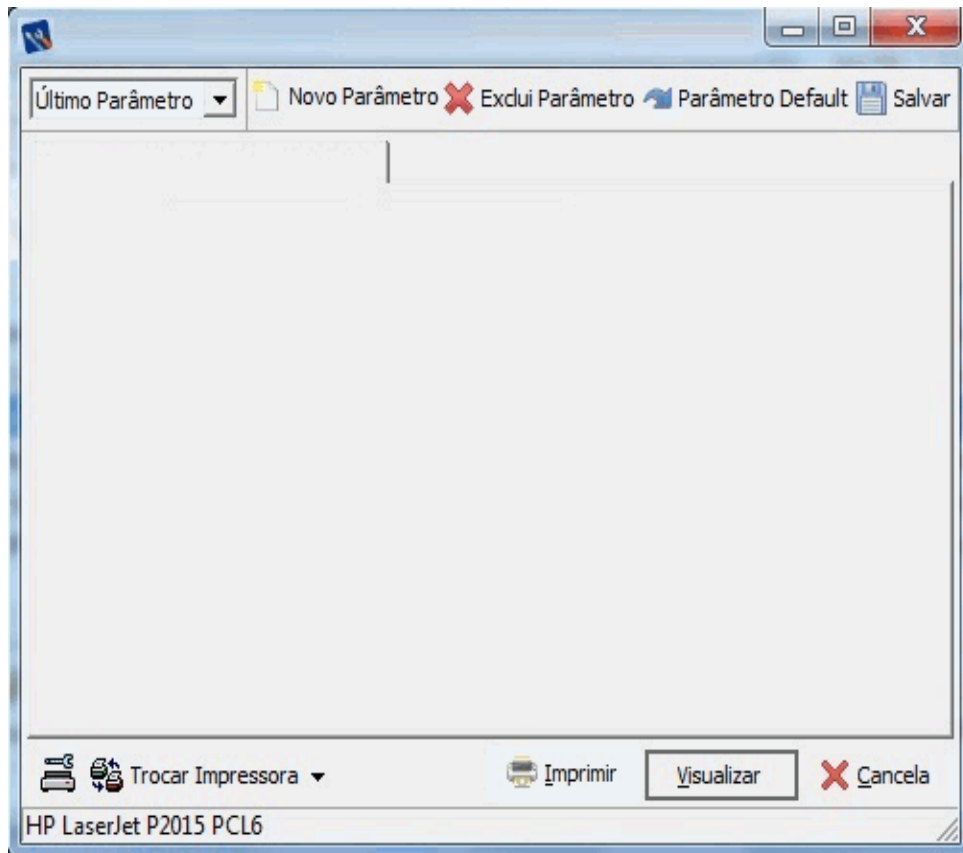 Último Parâmetro Novo Parâmetro Exclui Parâmetro Parâmetro Default Salvar
Trocar Impressora Imprimir Visualizar Cancela
HP LaserJet P2015 PCL6